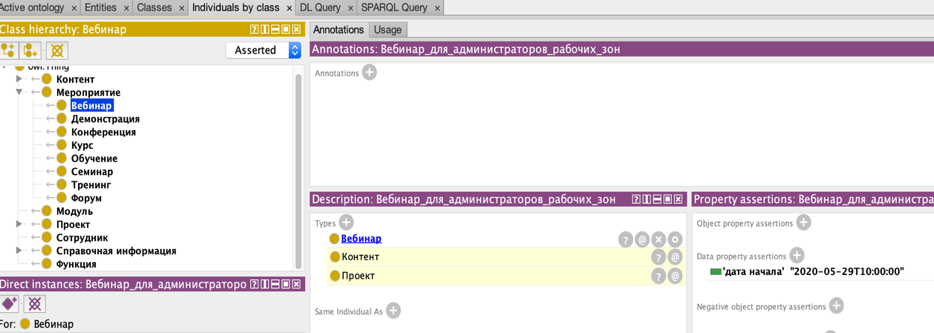 Active ontology × Entities × Classes × Individuals by class × DL Query × SPARQL Query ×
Class hierarchy: Вебинар
Asserted
owl:Thing
Контент
Мероприятие
Вебинар
Демонстрация
Конференция
Курс
Обучение
Семинар
Тренинг
Форум
Модуль
Проект
Сотрудник
Справочная информация
Функция
Direct instances: Вебинар_для_администраторо
For: Вебинар
Annotations Usage
Annotations: Вебинар_для_администраторов_рабочих_зон
Annotations
Description: Вебинар_для_администраторов_рабочих_зон
Types
Вебинар
Контент
Проект
Same Individual As
Property assertions: Вебинар_для_администра
Object property assertions
Data property assertions
'дата начала' "2020-05-29T10:00:00"
Negative object property assertions